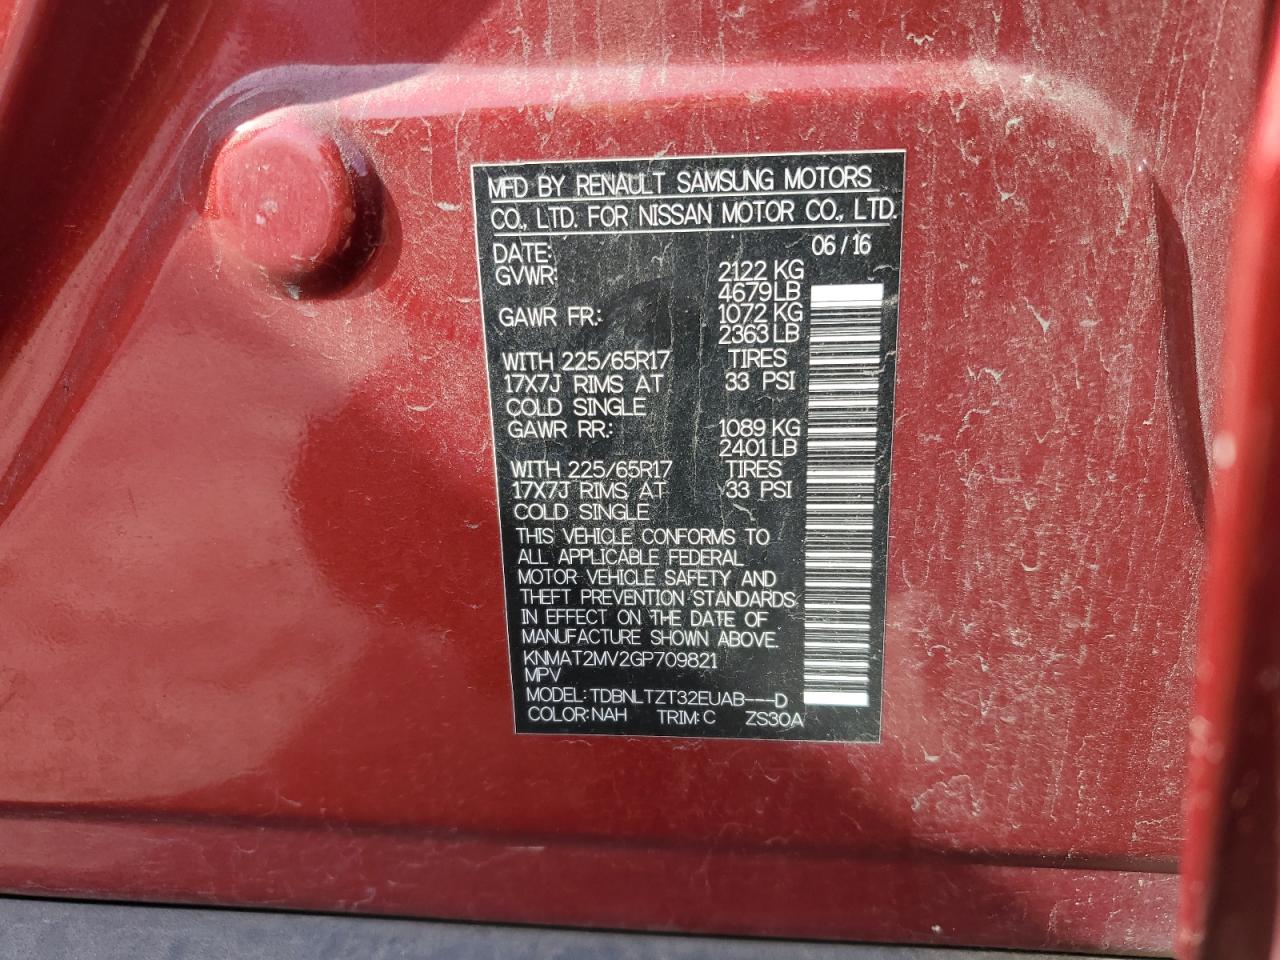 MFD BY RENAULT SAMSUNG MOTORS
CO., LTD. FOR NISSAN MOTOR CO., LTD.
DATE: 06/16
GVWR: 2122 KG
4679 LB
GAWR FR: 1072 KG
2363 LB
WITH 225/65R17 TIRES
17X7J RIMS AT 33 PSI
COLD SINGLE
GAWR RR: 1089 KG
2401 LB
WITH 225/65R17 TIRES
17X7J RIMS AT 33 PSI
COLD SINGLE
THIS VEHICLE CONFORMS TO
ALL APPLICABLE FEDERAL
MOTOR VEHICLE SAFETY AND
THEFT PREVENTION STANDARDS
IN EFFECT ON THE DATE OF
MANUFACTURE SHOWN ABOVE.
KNMAT2MV2GP709821
MPV
MODEL: TDBNLTZT32EUAB---D
COLOR: NAH TRIM: C ZS30A